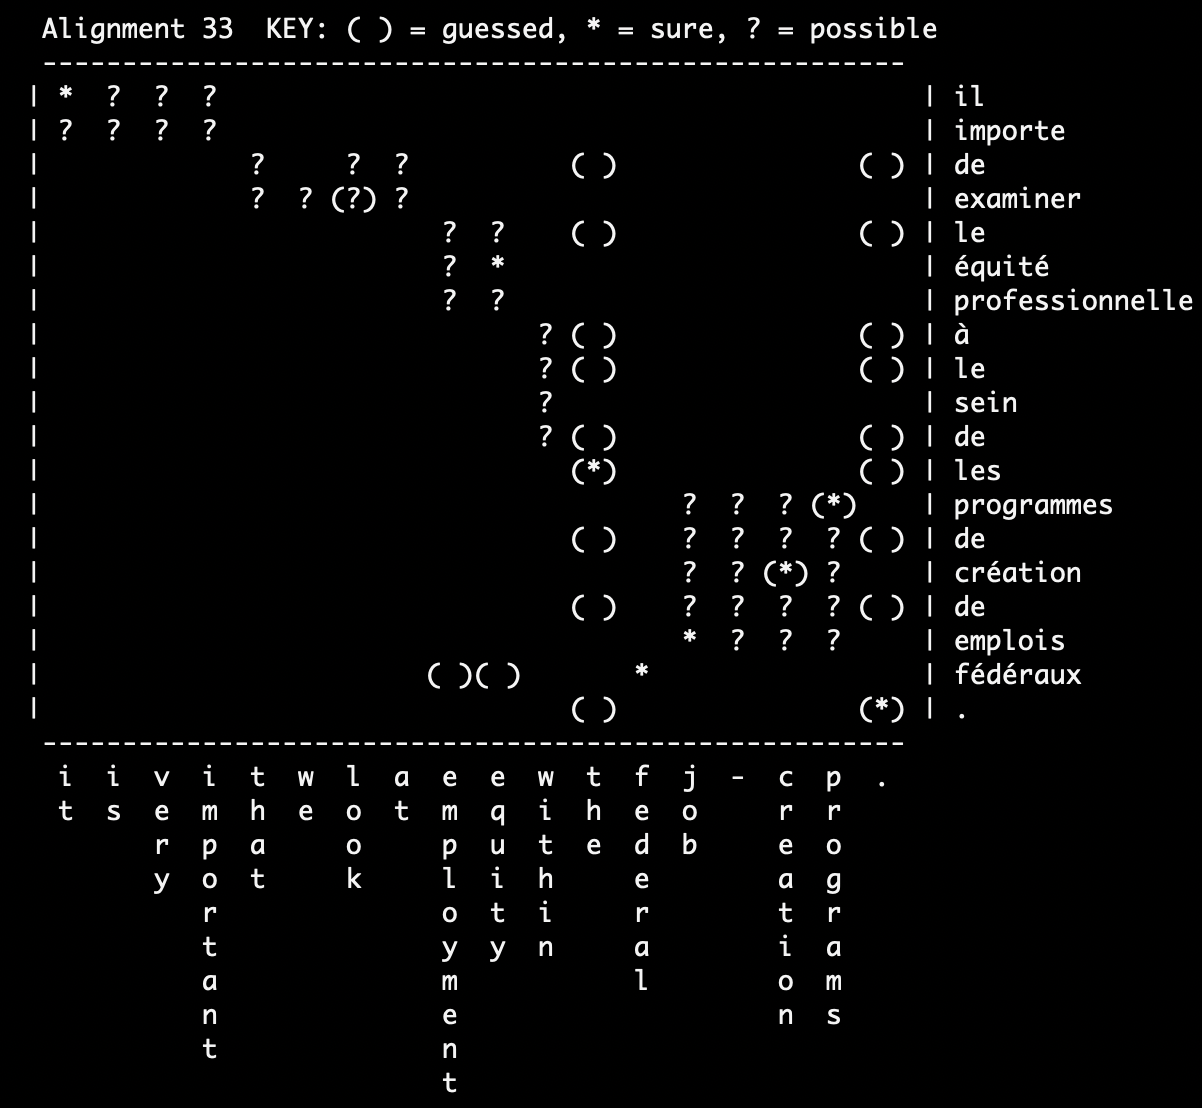 Alignment 33  KEY: ( ) = guessed, * = sure, ? = possible
------------------------------------------------------
| *  ?  ?  ?                                           | il
| ?  ?  ?  ?                                           | importe
|             ?     ?  ?          ( )               ( ) | de
|             ?  ? (?) ?                                | examiner
|                         ?  ?    ( )               ( ) | le
|                         ?  *                          | équité
|                         ?  ?                          | professionnelle
|                               ? ( )               ( ) | à
|                               ? ( )               ( ) | le
|                               ?                       | sein
|                               ? ( )               ( ) | de
|                                 (*)               ( ) | les
|                                        ?  ?  ? (*)    | programmes
|                                 ( )    ?  ?  ?  ? ( ) | de
|                                        ?  ? (*) ?     | création
|                                 ( )    ?  ?  ?  ? ( ) | de
|                                        *  ?  ?  ?     | emplois
|                        ( )( )       *                 | fédéraux
|                                 ( )               (*) | .
------------------------------------------------------
  i  i  v  i  t  w  l  a  e  e  w  t  f  j  -  c  p  .
  t  s  e  m  h  e  o  t  m  q  i  h  e  o     r  r
        r  p  a     o     p  u  t  e  d  b     e  o
        y  o  t     k     l  i  h     e        a  g
           r              o  t  i     r        t  r
           t              y  y  n     a        i  a
           a              m           l        o  m
           n              e                    n  s
           t              n
                          t